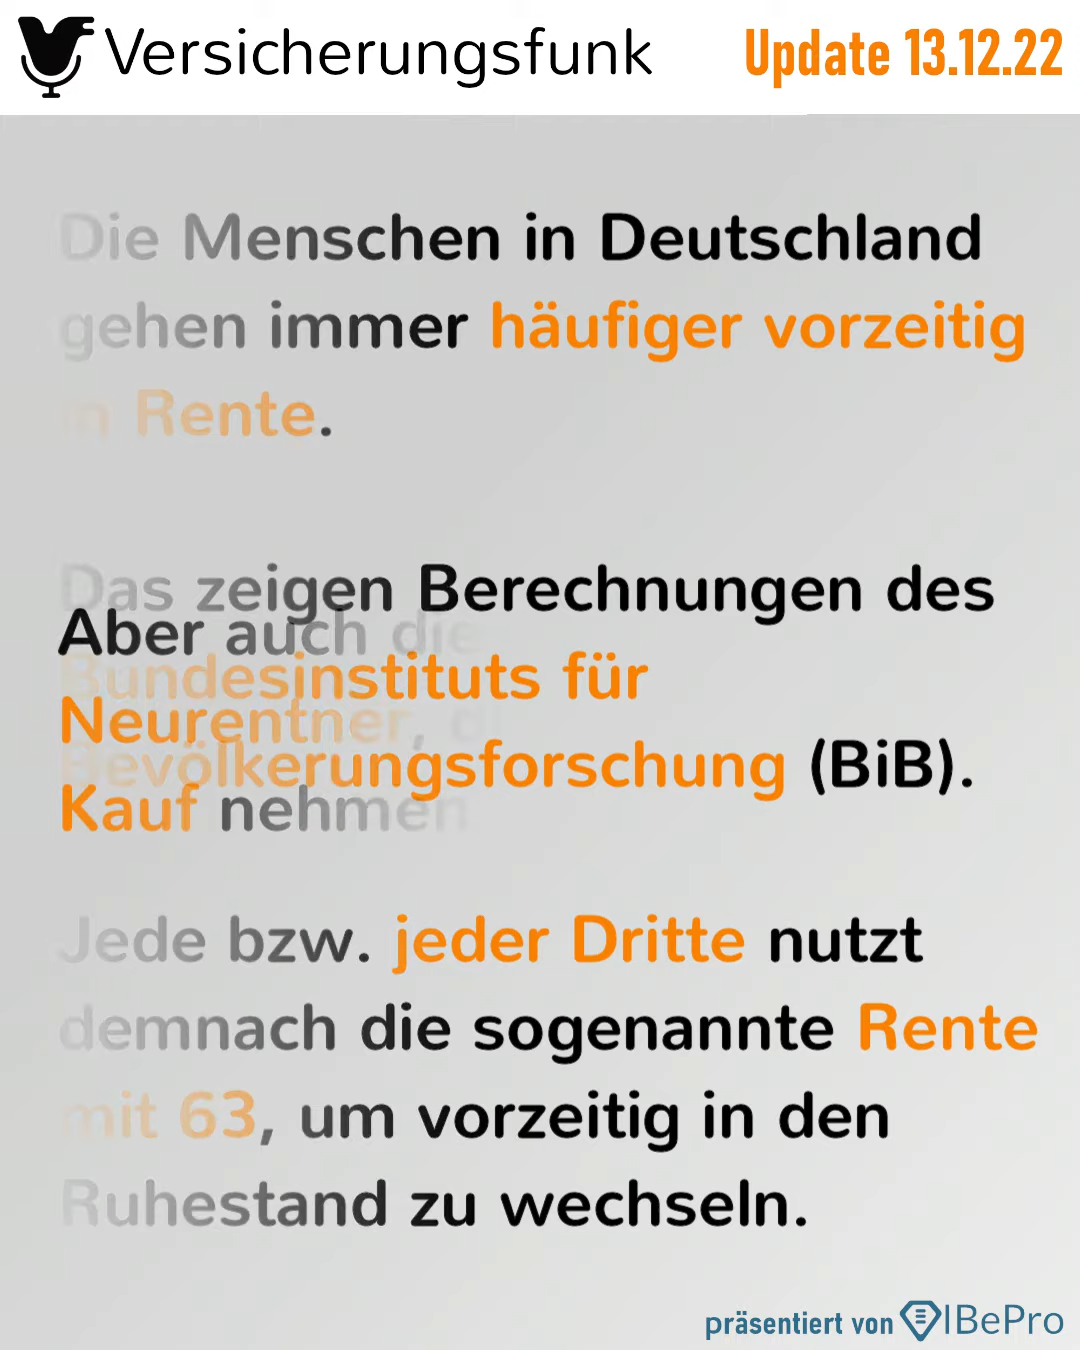 Versicherungsfunk
Update 13.12.22
Die Menschen in Deutschland
gehen immer häufiger vorzeitig
in Rente.
Das zeigen Berechnungen des
Aber auch die
Bundesinstituts für
Neurentner,
Bevölkerungsforschung (BiB).
Kauf nehmen
Jede bzw. jeder Dritte nutzt
demnach die sogenannte Rente
mit 63, um vorzeitig in den
Ruhestand zu wechseln.
präsentiert von IBePro